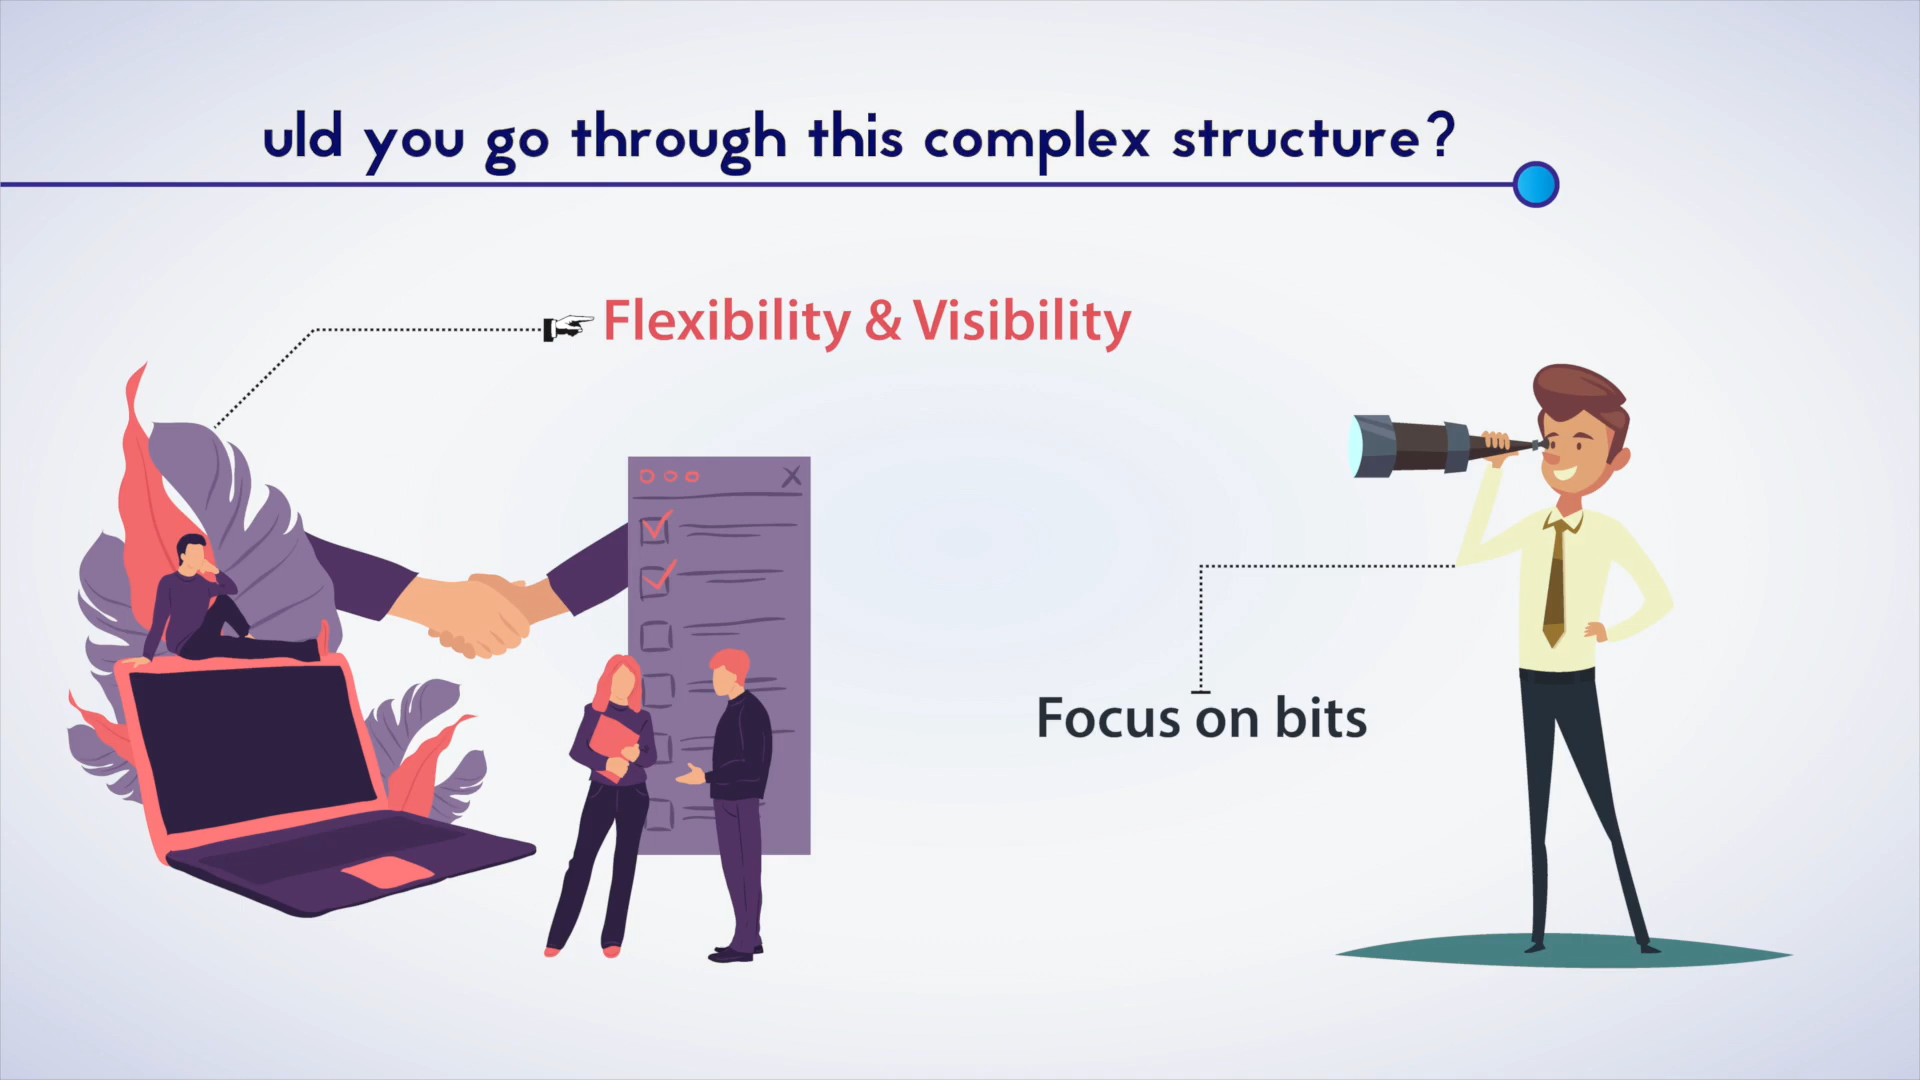 uld you go through this complex structure?
Flexibility & Visibility
Focus on bits